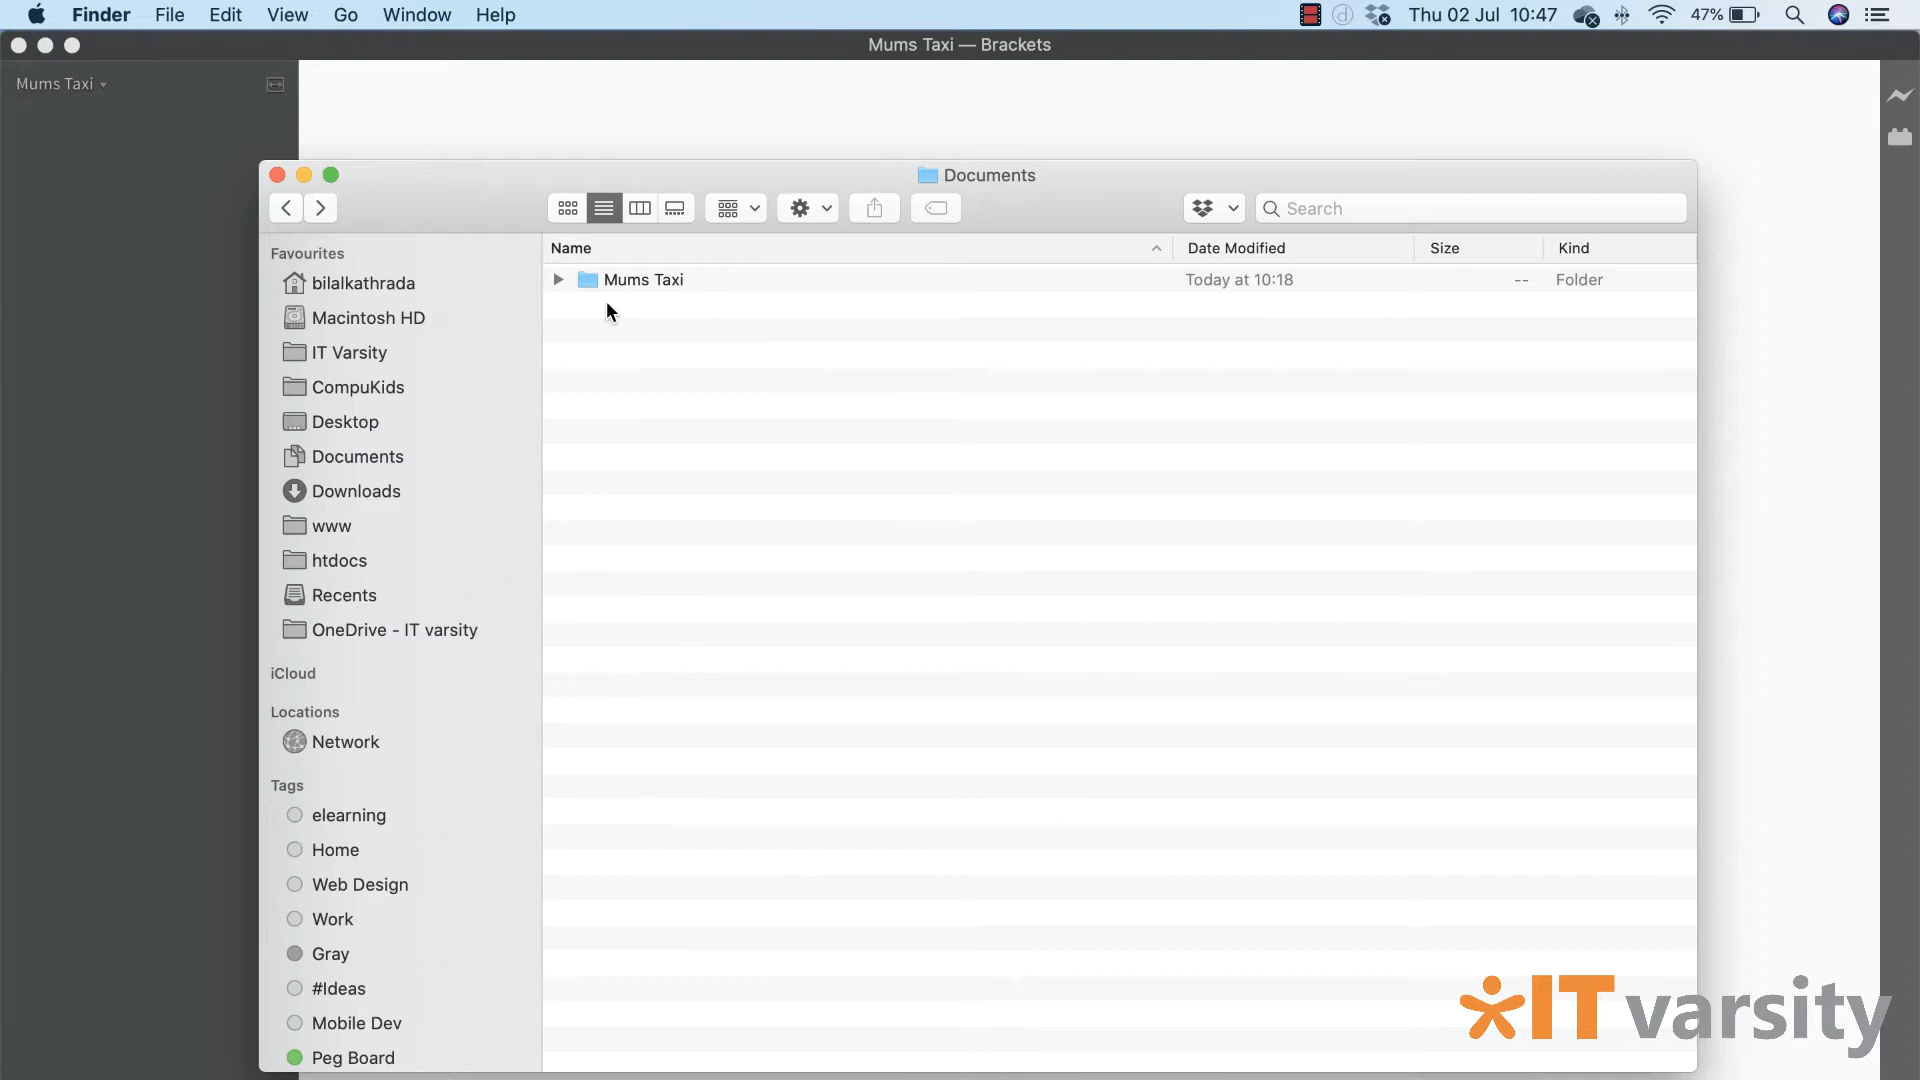 Finder File Edit View Go Window Help Thu 02 Jul 10:47 47%
Mums Taxi — Brackets
Mums Taxi
Documents
Search
Favourites
bilalkathrada
Macintosh HD
IT Varsity
CompuKids
Desktop
Documents
Downloads
www
htdocs
Recents
OneDrive - IT varsity
iCloud
Locations
Network
Tags
elearning
Home
Web Design
Work
Gray
#Ideas
Mobile Dev
Peg Board
Name Date Modified Size Kind
Mums Taxi Today at 10:18 -- Folder
IT varsity